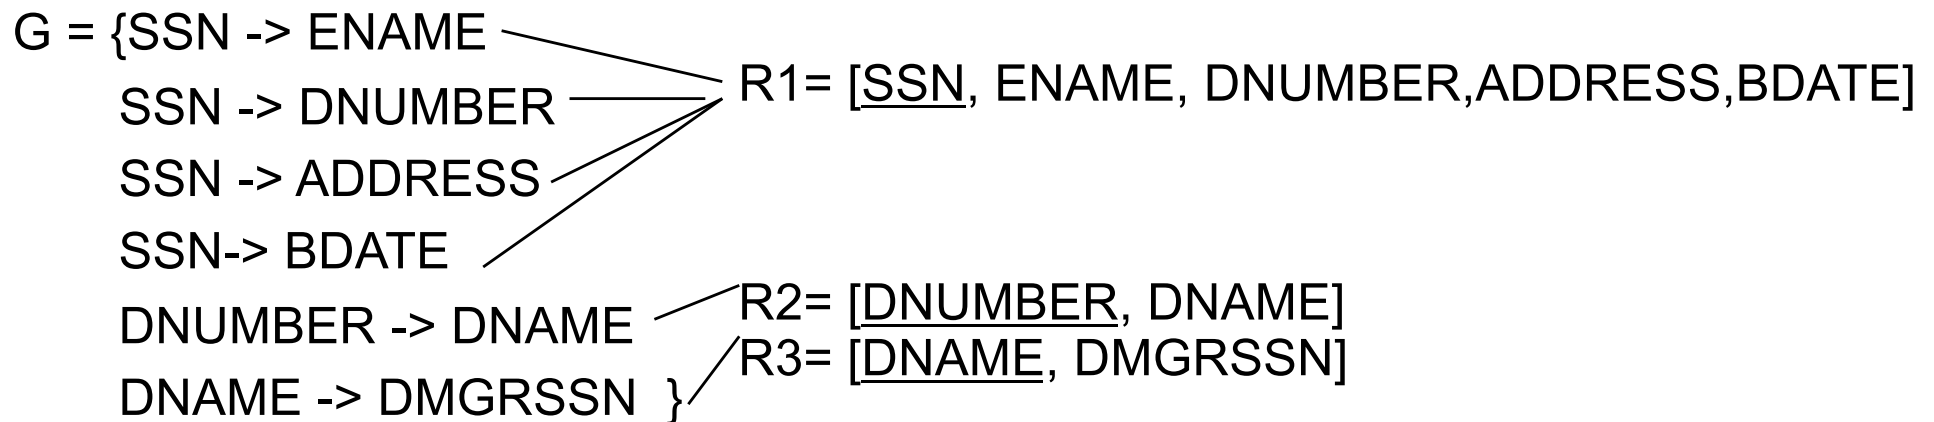 G = {SSN -> ENAME
R1= [SSN, ENAME, DNUMBER,ADDRESS,BDATE]
SSN -> DNUMBER
SSN -> ADDRESS
SSN-> BDATE
DNUMBER -> DNAME
R2= [DNUMBER, DNAME]
R3= [DNAME, DMGRSSN]
DNAME -> DMGRSSN }